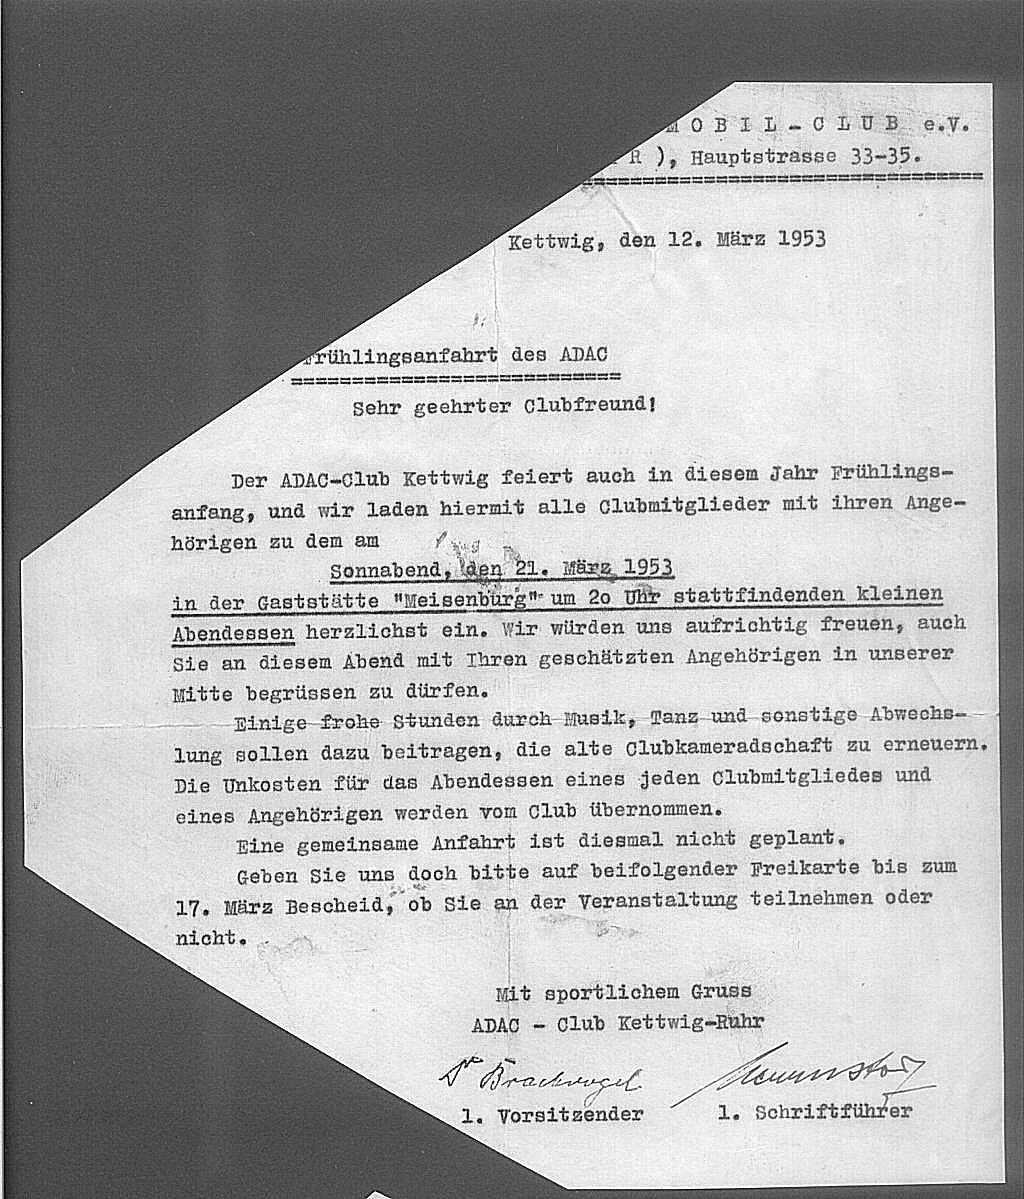 MOBIL-CLUB e.V.
R ), Hauptstrasse 33-35.
Kettwig, den 12. März 1953
Frühlingsanfahrt des ADAC
Sehr geehrter Clubfreund!
Der ADAC-Club Kettwig feiert auch in diesem Jahr Frühlings-
anfang, und wir laden hiermit alle Clubmitglieder mit ihren Ange-
hörigen zu dem am
Sonnabend, den 21. März 1953
in der Gaststätte "Meisenburg" um 2o Uhr stattfindenden kleinen
Abendessen herzlichst ein. Wir würden uns aufrichtig freuen, auch
Sie an diesem Abend mit Ihren geschätzten Angehörigen in unserer
Mitte begrüssen zu dürfen.
Einige frohe Stunden durch Musik, Tanz und sonstige Abwechs-
lung sollen dazu beitragen, die alte Clubkameradschaft zu erneuern.
Die Unkosten für das Abendessen eines jeden Clubmitgliedes und
eines Angehörigen werden vom Club übernommen.
Eine gemeinsame Anfahrt ist diesmal nicht geplant.
Geben Sie uns doch bitte auf beifolgender Freikarte bis zum
17. März Bescheid, ob Sie an der Veranstaltung teilnehmen oder
nicht.
Mit sportlichem Gruss
ADAC - Club Kettwig-Ruhr
Dr Brackvogel
1. Vorsitzender 1. Schriftführer